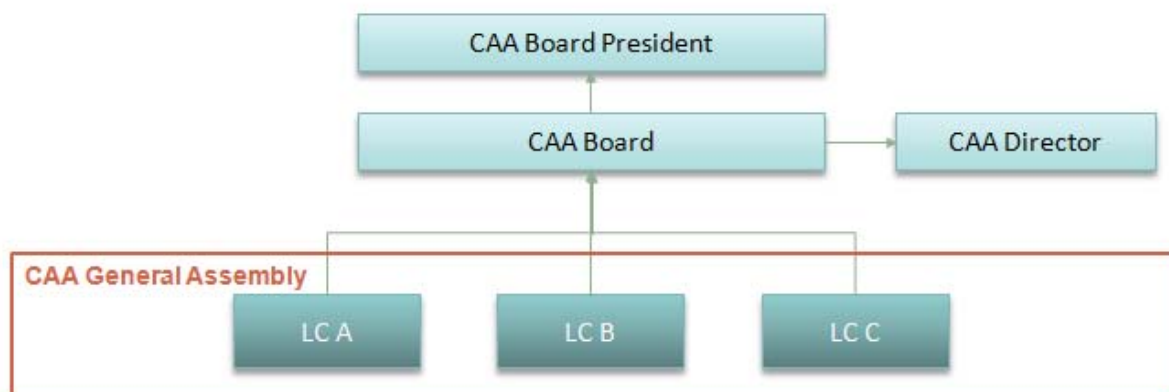 CAA Board President
CAA Board
CAA Director
CAA General Assembly
LC A
LC B
LC C